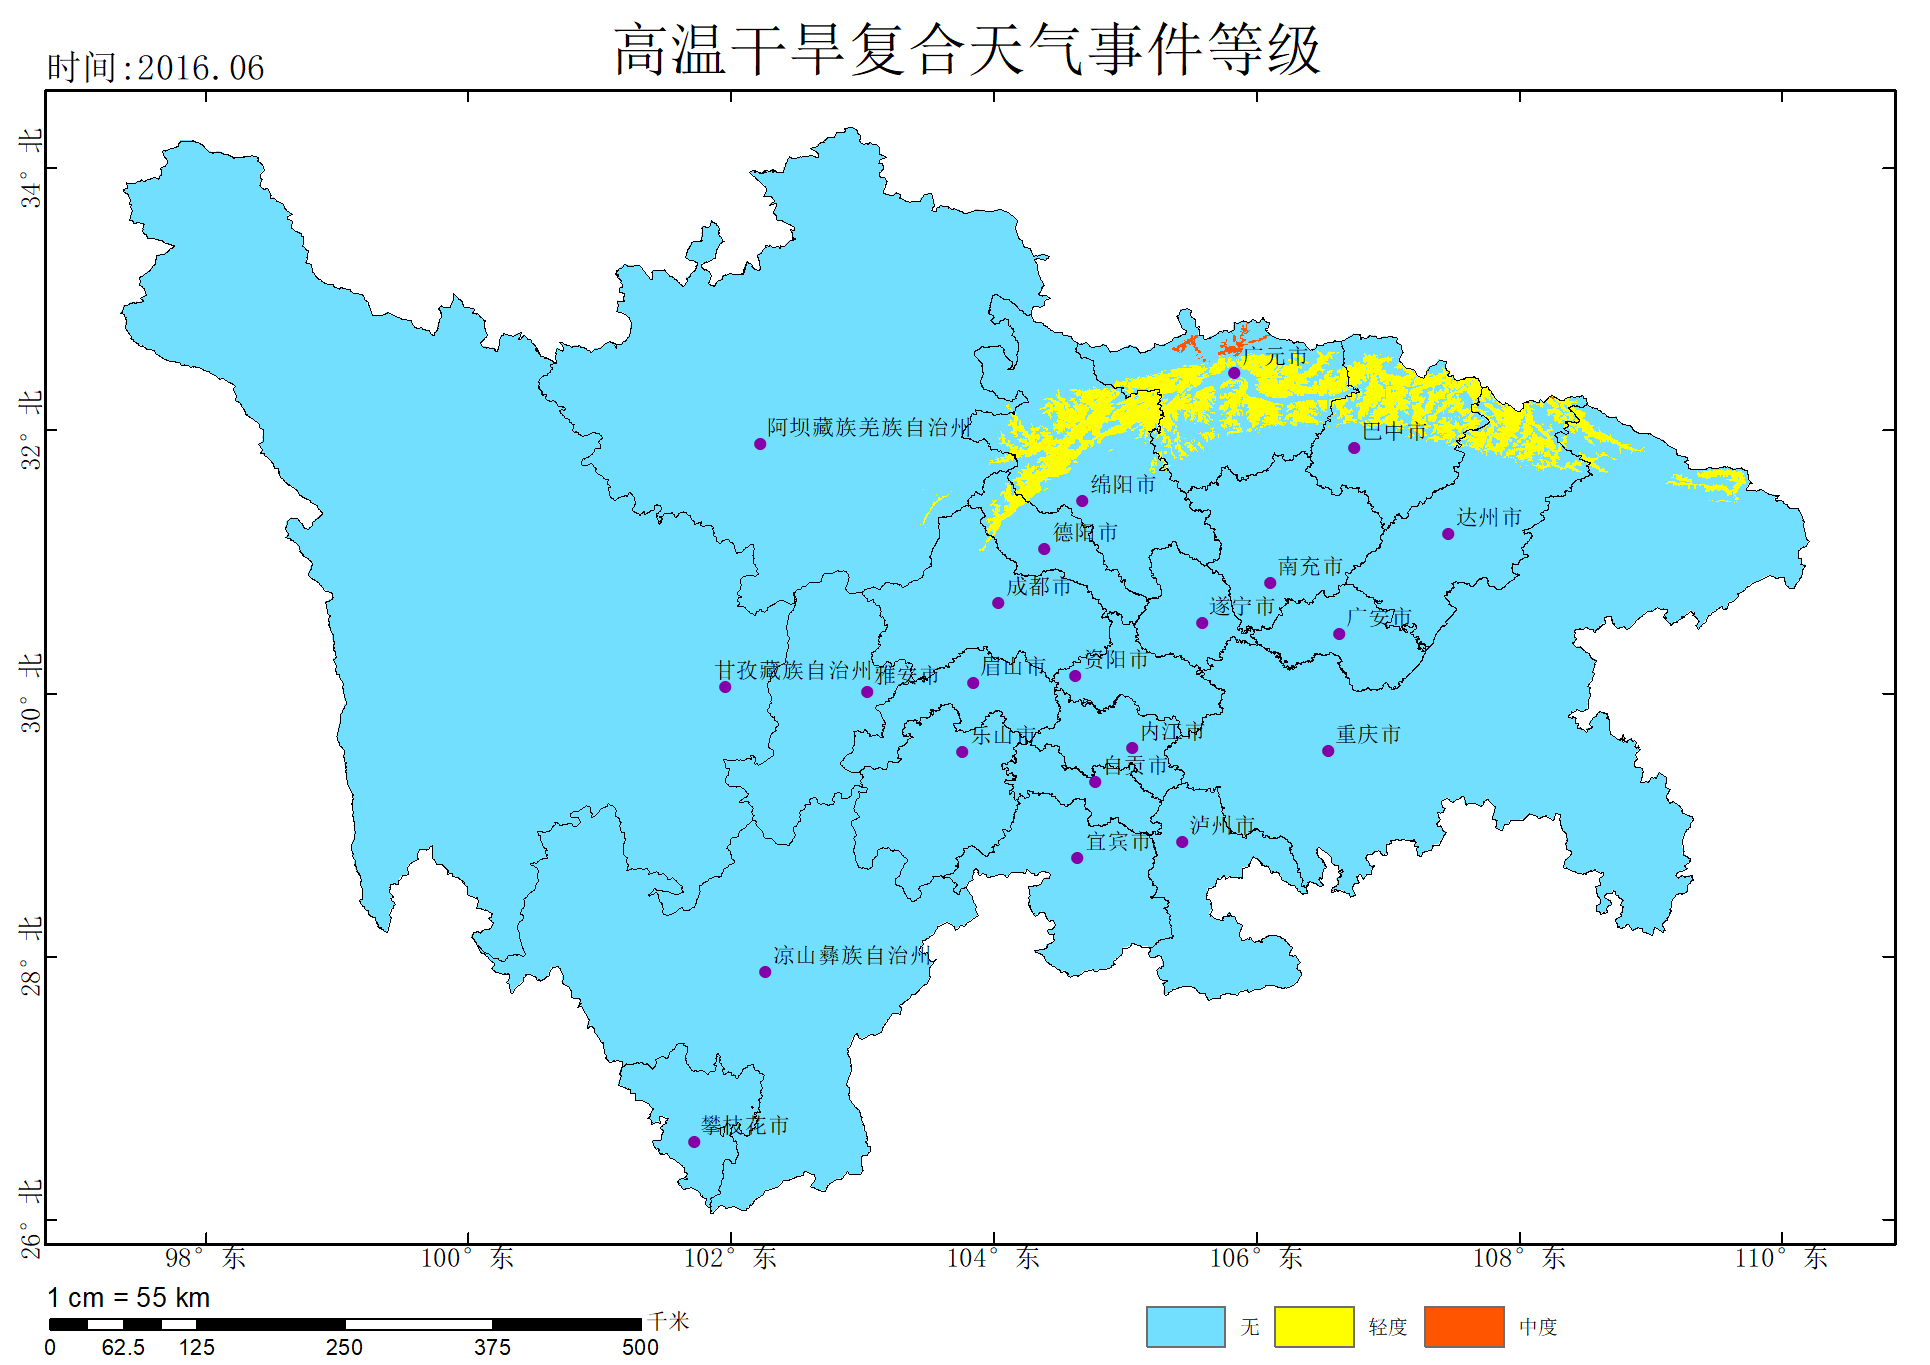 高温干旱复合天气事件等级
时间:2016.06
34°北
32°北
30°北
28°北
26°北
广元市
阿坝藏族羌族自治州
巴中市
绵阳市
达州市
德阳市
南充市
成都市
遂宁市
广安市
甘孜藏族自治州
雅安市
眉山市
资阳市
乐山市
内江市
重庆市
自贡市
泸州市
宜宾市
凉山彝族自治州
攀枝花市
98°东 100°东 102°东 104°东 106°东 108°东 110°东
1 cm = 55 km
千米
0 62.5 125 250 375 500
无 轻度 中度